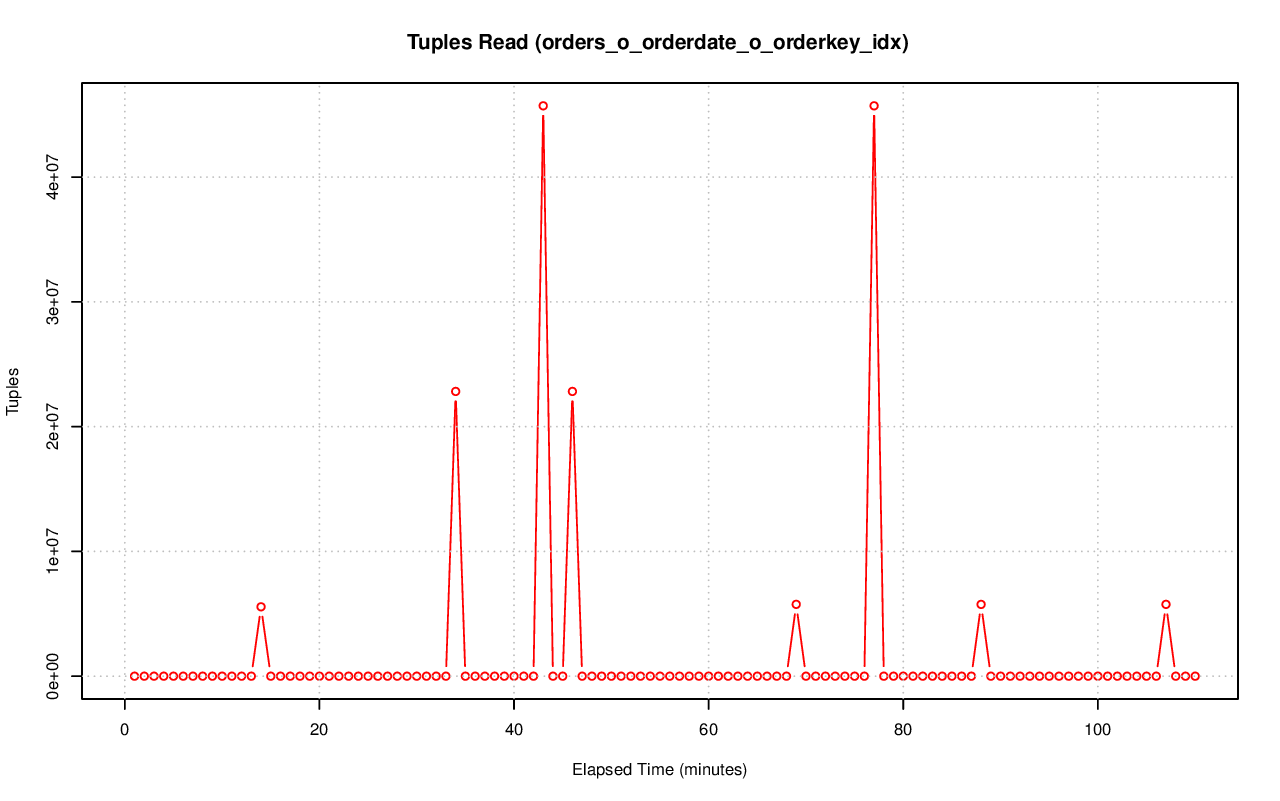 Tuples Read (orders_o_orderdate_o_orderkey_idx)
Tuples
4e+07
3e+07
2e+07
1e+07
0e+00
0 20 40 60 80 100
Elapsed Time (minutes)